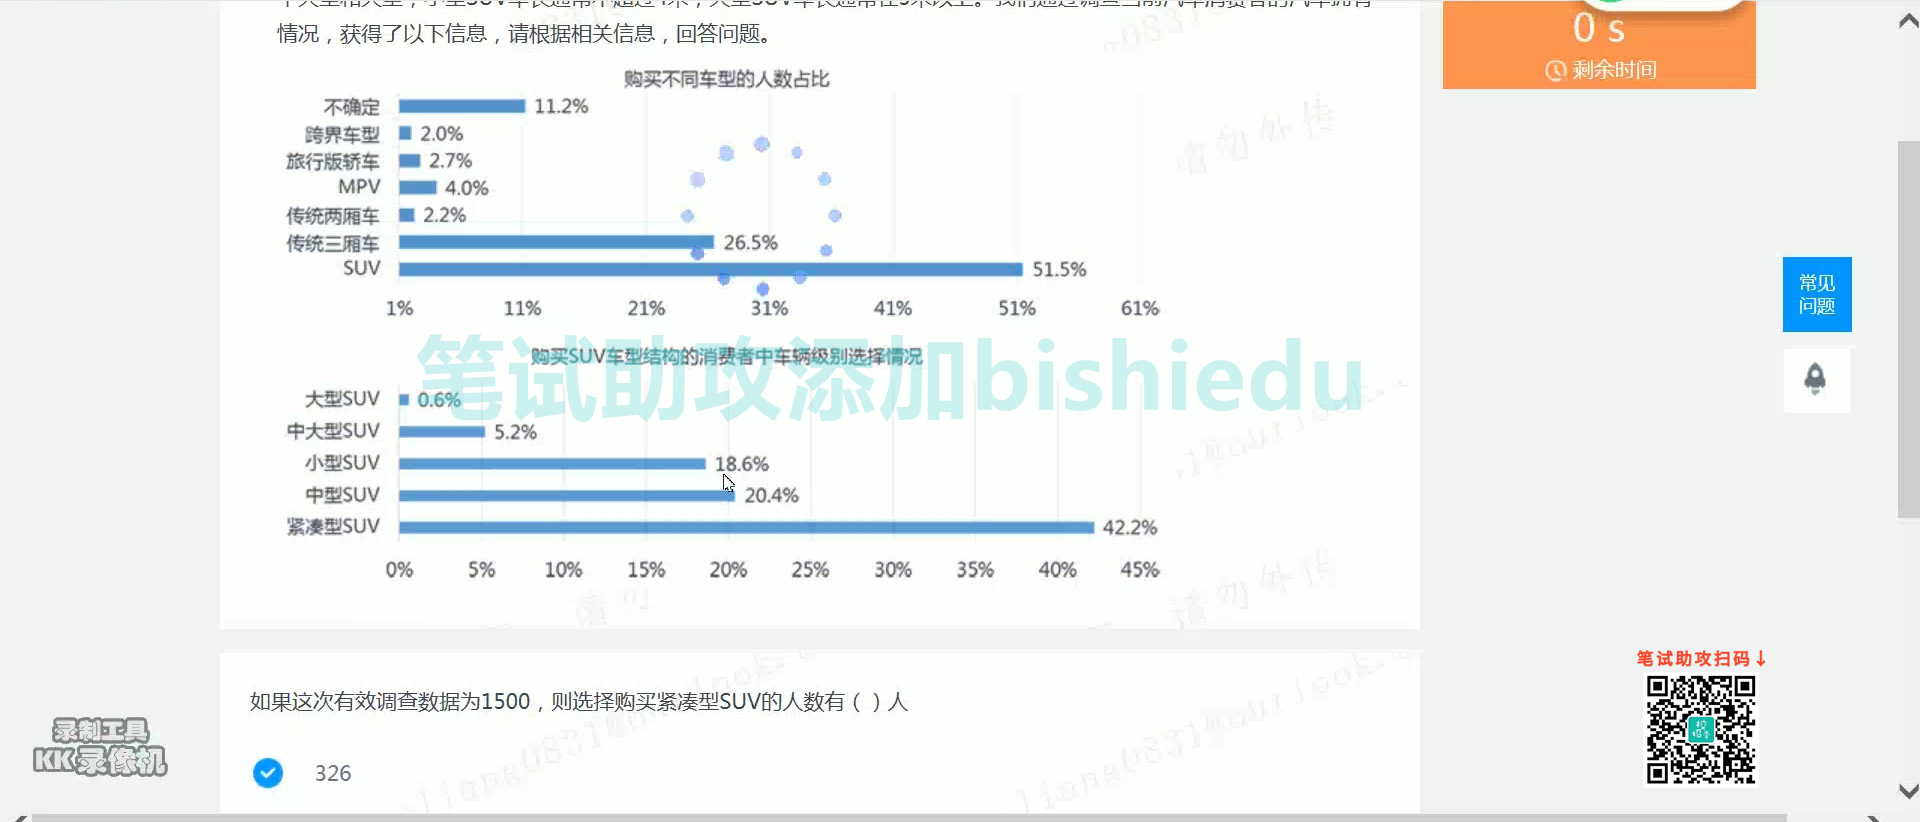 情况，获得了以下信息，请根据相关信息，回答问题。
0 s
剩余时间
购买不同车型的人数占比
不确定 11.2%
跨界车型 2.0%
旅行版轿车 2.7%
MPV 4.0%
传统两厢车 2.2%
传统三厢车 26.5%
SUV 51.5%
1% 11% 21% 31% 41% 51% 61%
常见
问题
购买SUV车型结构的消费者中车辆级别选择情况
笔试助攻添加bishiedu
大型SUV 0.6%
中大型SUV 5.2%
小型SUV 18.6%
中型SUV 20.4%
紧凑型SUV 42.2%
0% 5% 10% 15% 20% 25% 30% 35% 40% 45%
请勿外传
请勿外传
笔试助攻扫码↓
如果这次有效调查数据为1500，则选择购买紧凑型SUV的人数有（ ）人
326
录制工具
KK录像机